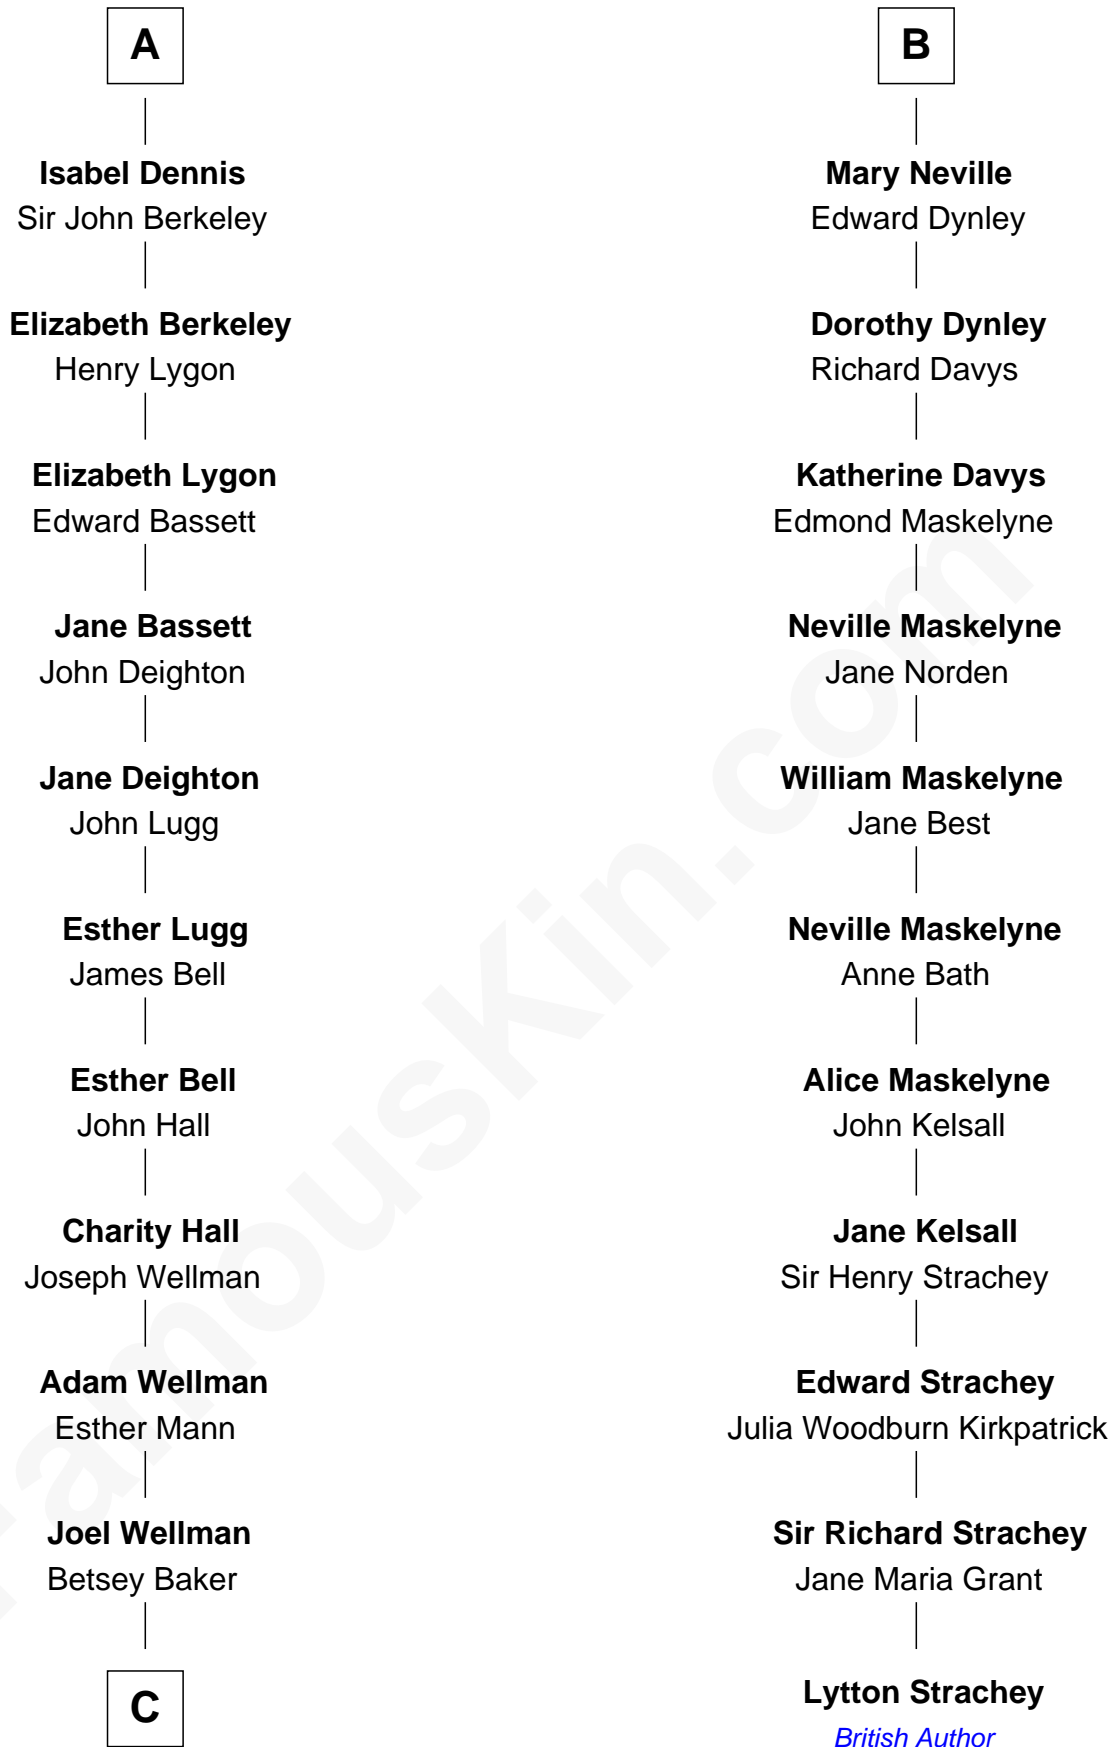 A
Isabel Dennis
Sir John Berkeley
Elizabeth Berkeley
Henry Lygon
Elizabeth Lygon
Edward Bassett
Jane Bassett
John Deighton
Jane Deighton
John Lugg
Esther Lugg
James Bell
Esther Bell
John Hall
Charity Hall
Joseph Wellman
Adam Wellman
Esther Mann
Joel Wellman
Betsey Baker
C
B
Mary Neville
Edward Dynley
Dorothy Dynley
Richard Davys
Katherine Davys
Edmond Maskelyne
Neville Maskelyne
Jane Norden
William Maskelyne
Jane Best
Neville Maskelyne
Anne Bath
Alice Maskelyne
John Kelsall
Jane Kelsall
Sir Henry Strachey
Edward Strachey
Julia Woodburn Kirkpatrick
Sir Richard Strachey
Jane Maria Grant
Lytton Strachey
British Author
FamousKin.com